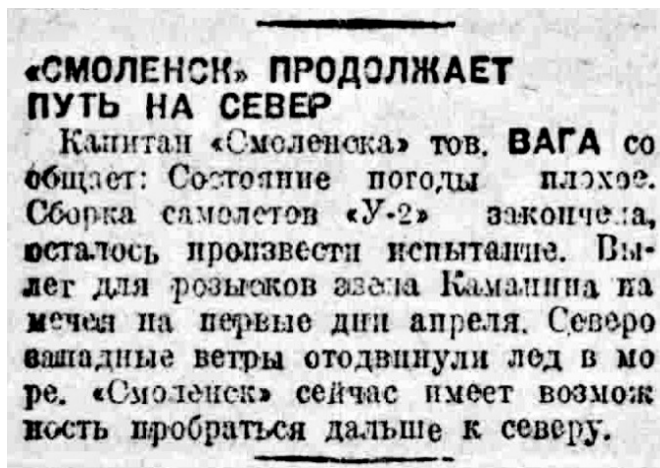 «СМОЛЕНСК» ПРОДОЛЖАЕТ
ПУТЬ НА СЕВЕР
Капитан «Смоленска» тов. ВАГА со
общает: Состояние погоды плохое.
Сборка самолетов «У-2» закончена,
осталось произвести испытание. Вы-
лет для розысков звена Каманина на
мечен на первые дни апреля. Северо
западные ветры отодвинули лед в мо
ре. «Смоленск» сейчас имеет возмож
ность пробраться дальше к северу.